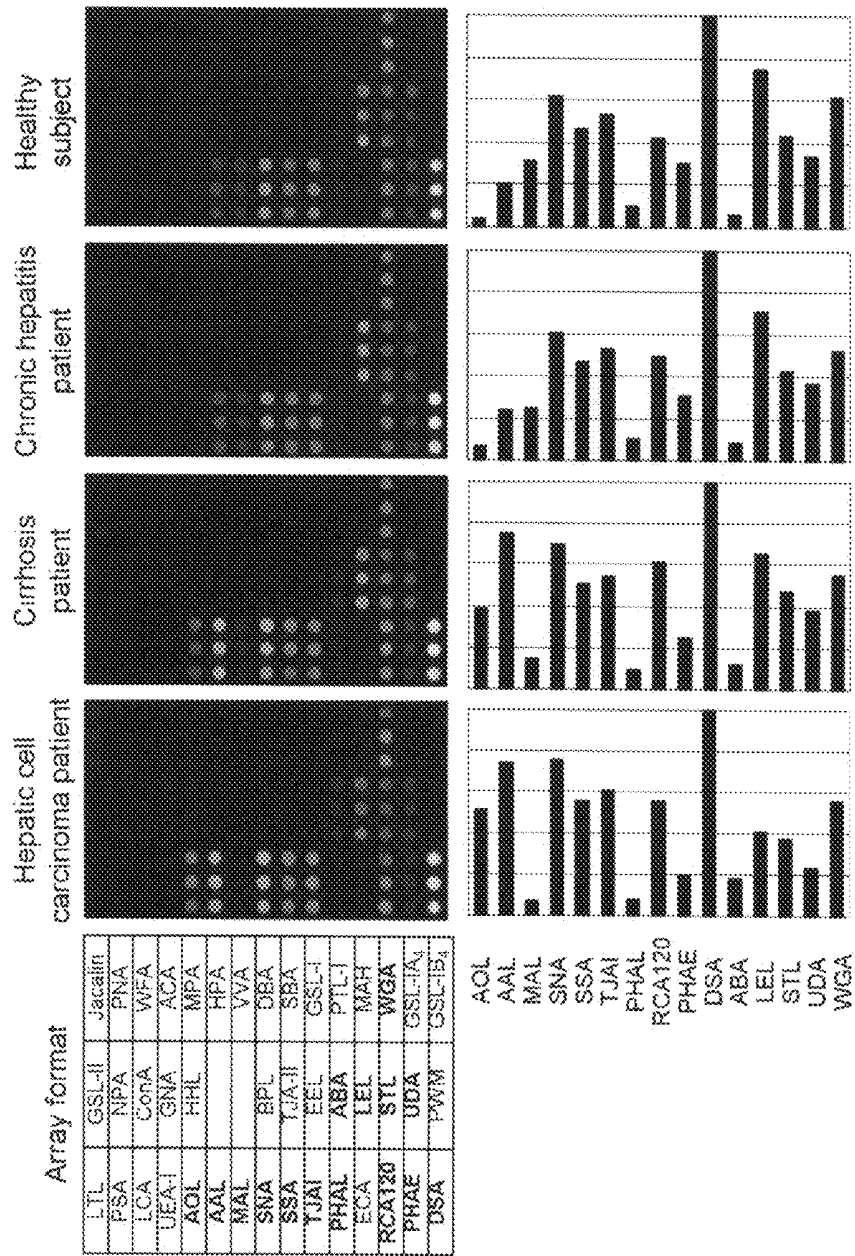 Array format
LTL GSL-II Jacalin
PSA NPA PNA
LCA ConA WFA
UEA-I GNA ACA
AOL HHL MPA
AAL HPA
MAL VVA
SNA BPL DBA
SSA TJA-II SBA
TJAI EEL GSL-I
PHAL ABA PTL-I
ECA LEL MAH
RCA120 STL WGA
PHAE UDA GSL-IA4
DSA PWM GSL-IB4
Hepatic cell
carcinoma patient
Cirrhosis
patient
Chronic hepatitis
patient
Healthy
subject
AOL
AAL
MAL
SNA
SSA
TJAI
PHAL
RCA120
PHAE
DSA
ABA
LEL
STL
UDA
WGA